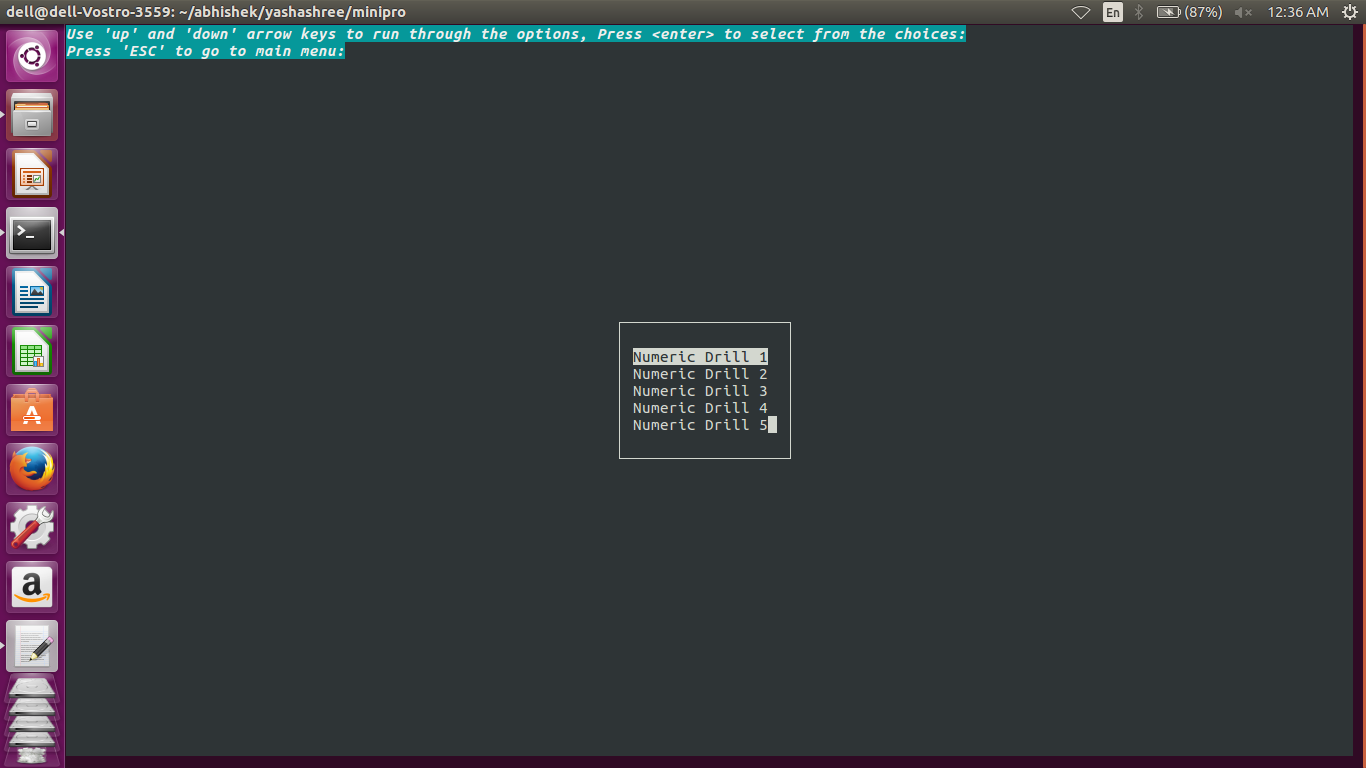 dell@dell-Vostro-3559: ~/abhishek/yashashree/minipro
En
(87%)
12:36 AM
Use 'up' and 'down' arrow keys to run through the options, Press <enter> to select from the choices:
Press 'ESC' to go to main menu:
Numeric Drill 1
Numeric Drill 2
Numeric Drill 3
Numeric Drill 4
Numeric Drill 5